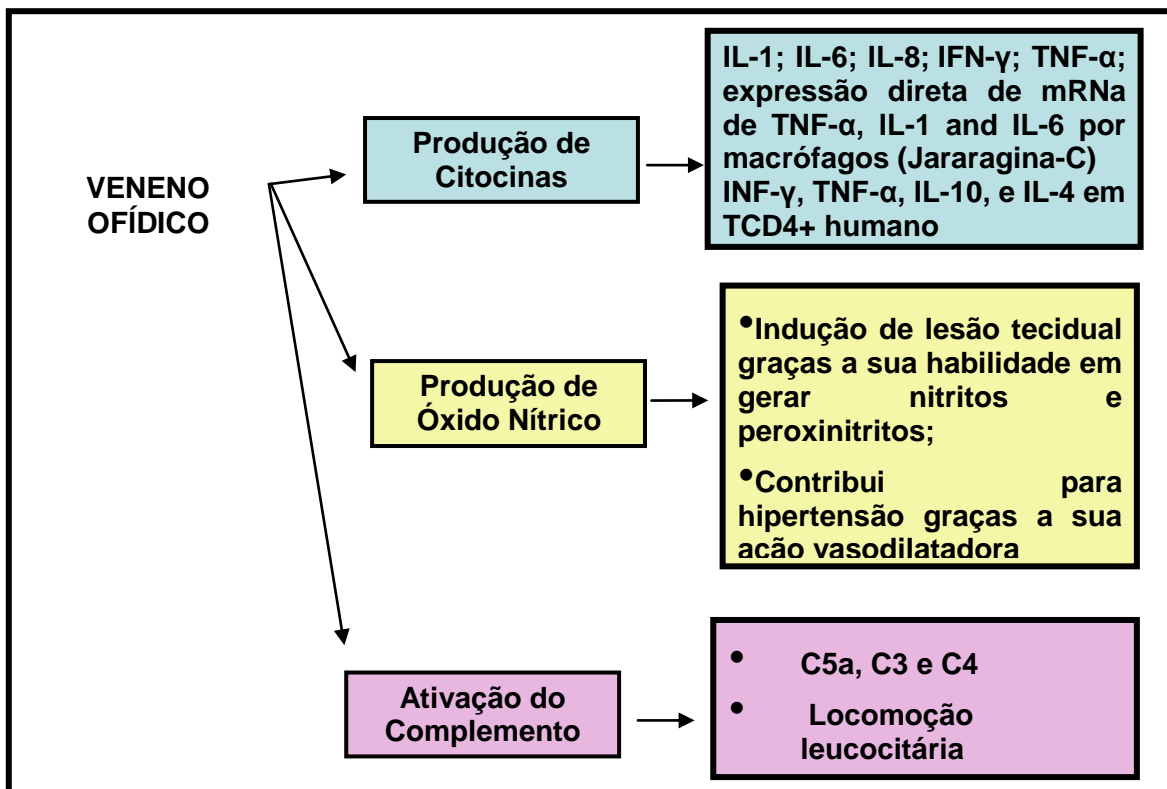 IL-1; IL-6; IL-8; IFN-γ; TNF-α;
expressão direta de mRNa
de TNF-α, IL-1 and IL-6 por
macrófagos (Jararagina-C)
INF-γ, TNF-α, IL-10, e IL-4 em
TCD4+ humano
Produção de
Citocinas
VENENO
OFÍDICO
•Indução de lesão tecidual
graças a sua habilidade em
gerar nitritos e
peroxinitritos;
•Contribui para
hipertensão graças a sua
ação vasodilatadora
Produção de
Óxido Nítrico
• C5a, C3 e C4
• Locomoção
leucocitária
Ativação do
Complemento